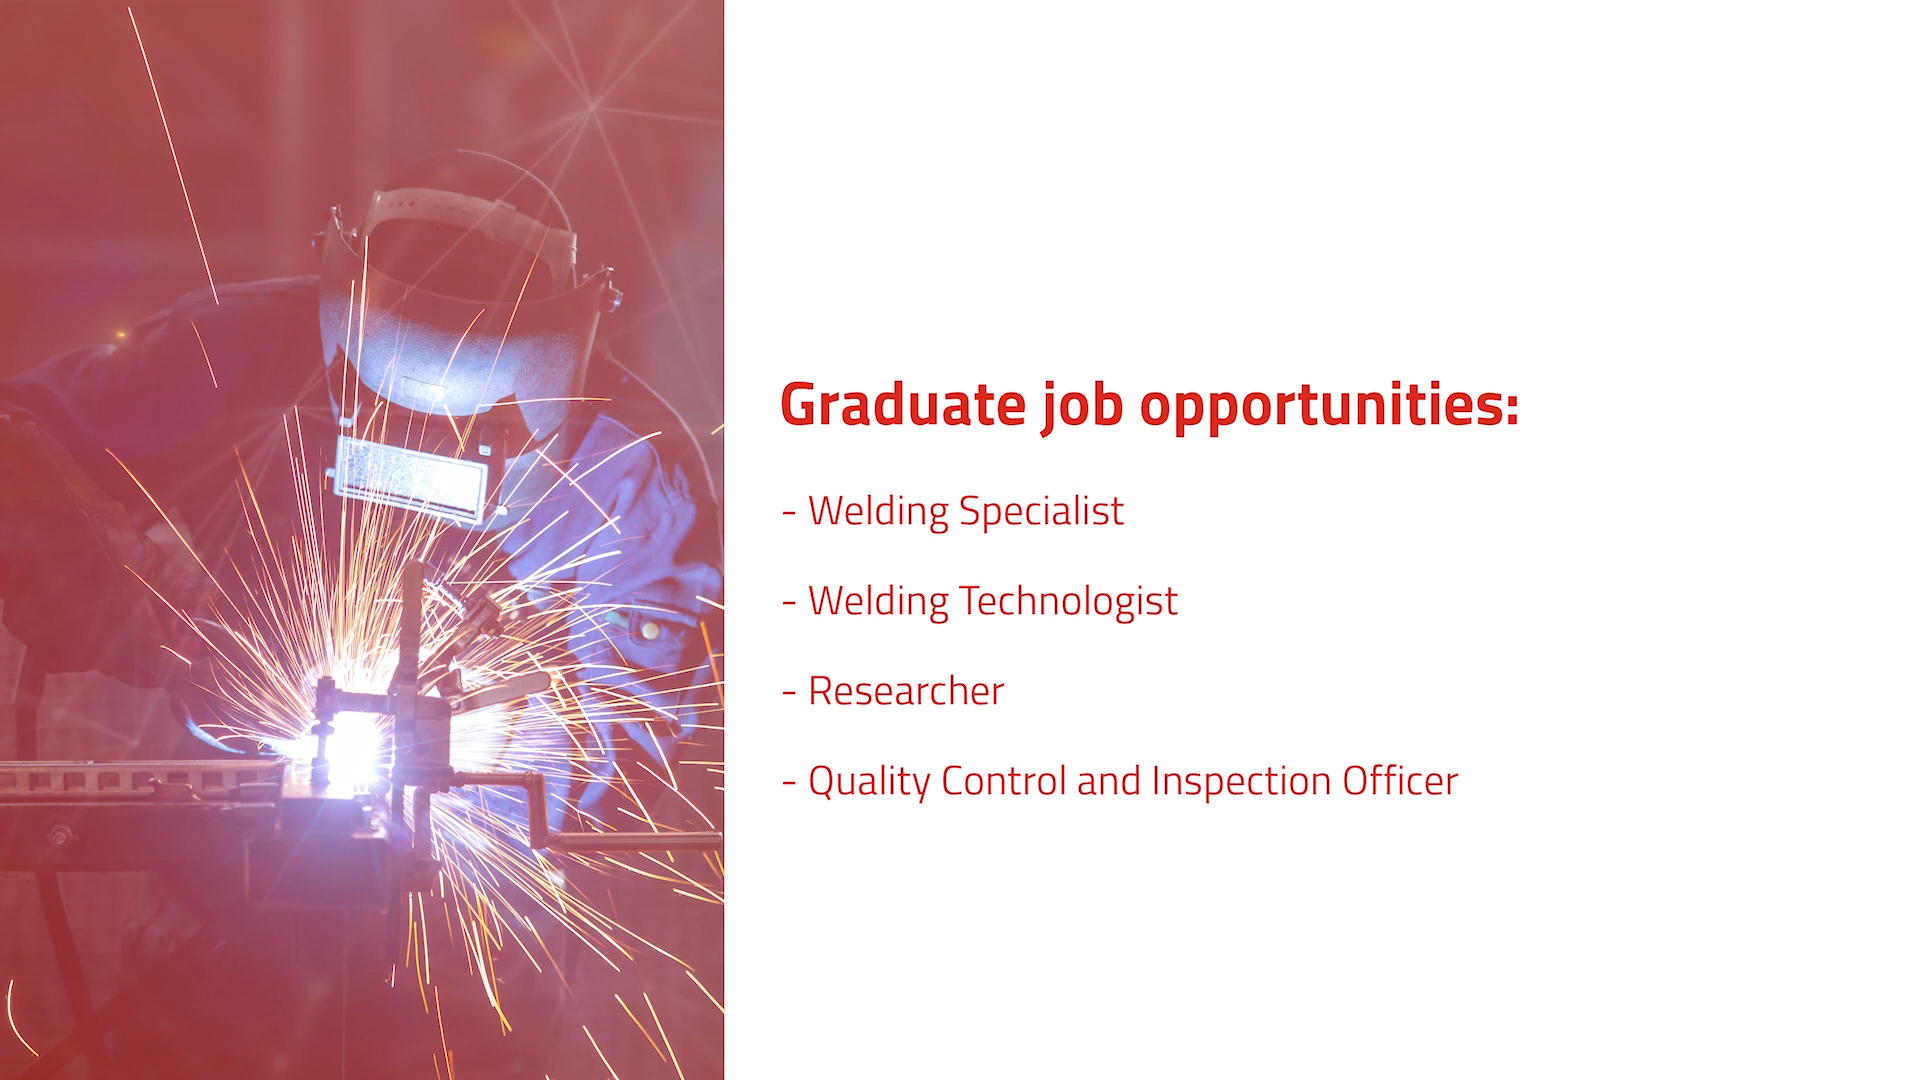 Graduate job opportunities:
- Welding Specialist
- Welding Technologist
- Researcher
- Quality Control and Inspection Officer